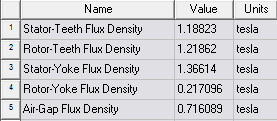 Name Value Units
1 Stator-Teeth Flux Density 1.18823 tesla
2 Rotor-Teeth Flux Density 1.21862 tesla
3 Stator-Yoke Flux Density 1.36614 tesla
4 Rotor-Yoke Flux Density 0.217096 tesla
5 Air-Gap Flux Density 0.716089 tesla